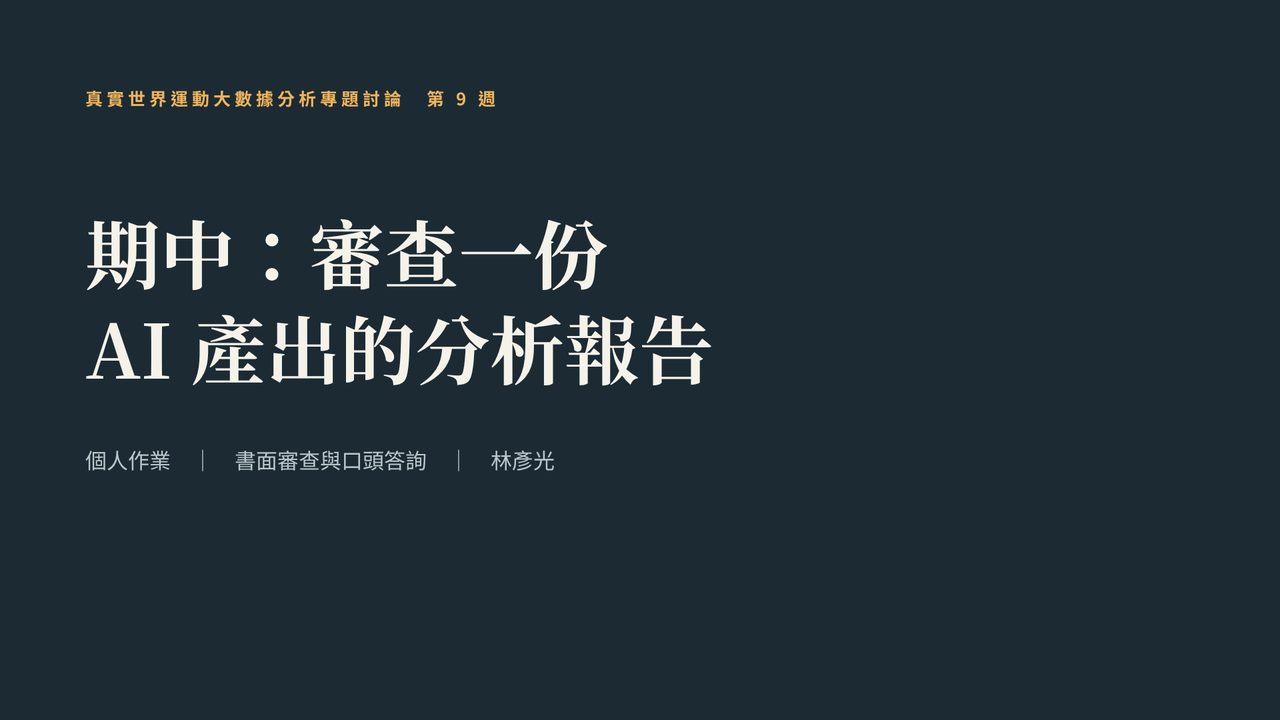 真實世界運動大數據分析專題討論　第 9 週
期中：審查一份
AI 產出的分析報告
個人作業　｜　書面審查與口頭答詢　｜　林彥光